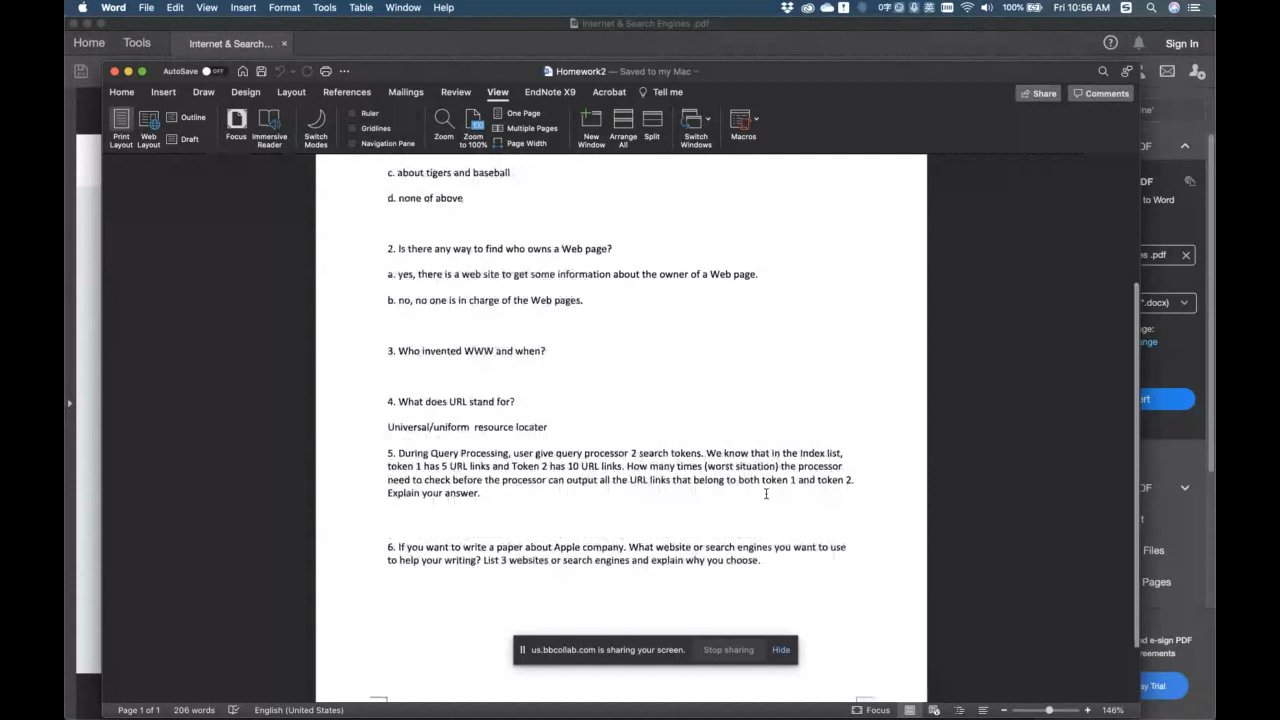 Word File Edit View Insert Format Tools Table Window Help
100% Fri 10:56 AM
Internet & Search Engines .pdf
Home Tools Internet & Search... × Sign In
AutoSave OFF Homework2 — Saved to my Mac
Home Insert Draw Design Layout References Mailings Review View EndNote X9 Acrobat Tell me Share Comments
Print Layout Web Layout Outline Draft Focus Immersive Reader Switch Modes Ruler Gridlines Navigation Pane Zoom Zoom to 100% One Page Multiple Pages Page Width New Window Arrange All Split Switch Windows Macros
c. about tigers and baseball
d. none of above
2. Is there any way to find who owns a Web page?
a. yes, there is a web site to get some information about the owner of a Web page.
b. no, no one is in charge of the Web pages.
3. Who invented WWW and when?
4. What does URL stand for?
Universal/uniform resource locater
5. During Query Processing, user give query processor 2 search tokens. We know that in the Index list,
token 1 has 5 URL links and Token 2 has 10 URL links. How many times (worst situation) the processor
need to check before the processor can output all the URL links that belong to both token 1 and token 2.
Explain your answer.
6. If you want to write a paper about Apple company. What website or search engines you want to use
to help your writing? List 3 websites or search engines and explain why you choose.
us.bbcollab.com is sharing your screen. Stop sharing Hide
DF
DF
to Word
es .pdf
*.docx)
ge:
ange
ert
DF
t
Files
Pages
d e-sign PDF
reements
y Trial
Page 1 of 1 206 words English (United States) Focus 146%